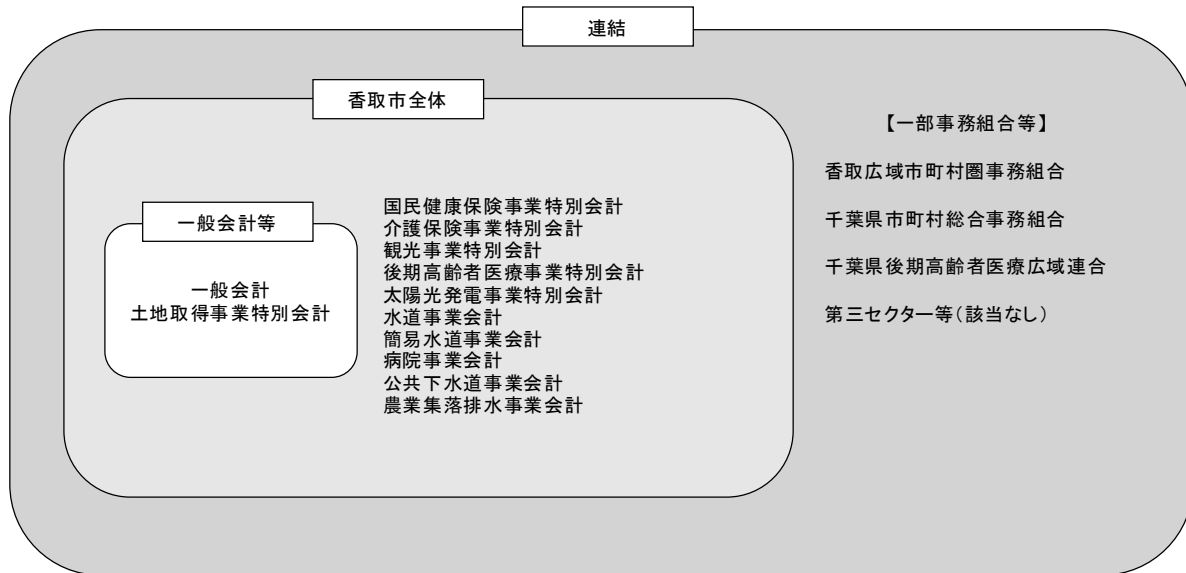 連結
香取市全体
【一部事務組合等】
香取広域市町村圏事務組合
千葉県市町村総合事務組合
千葉県後期高齢者医療広域連合
第三セクター等(該当なし)
一般会計等
一般会計
土地取得事業特別会計
国民健康保険事業特別会計
介護保険事業特別会計
観光事業特別会計
後期高齢者医療事業特別会計
太陽光発電事業特別会計
水道事業会計
簡易水道事業会計
病院事業会計
公共下水道事業会計
農業集落排水事業会計